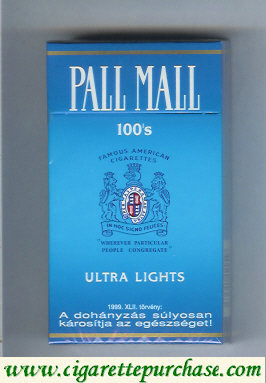 PALL MALL
100's
FAMOUS AMERICAN
CIGARETTES
IN HOC SIGNO VINCES
"WHEREVER PARTICULAR
PEOPLE CONGREGATE"
ULTRA LIGHTS
1999. XLII. törvény:
A dohányzás súlyosan
károsítja az egészséget!
www.cigarettepurchase.com